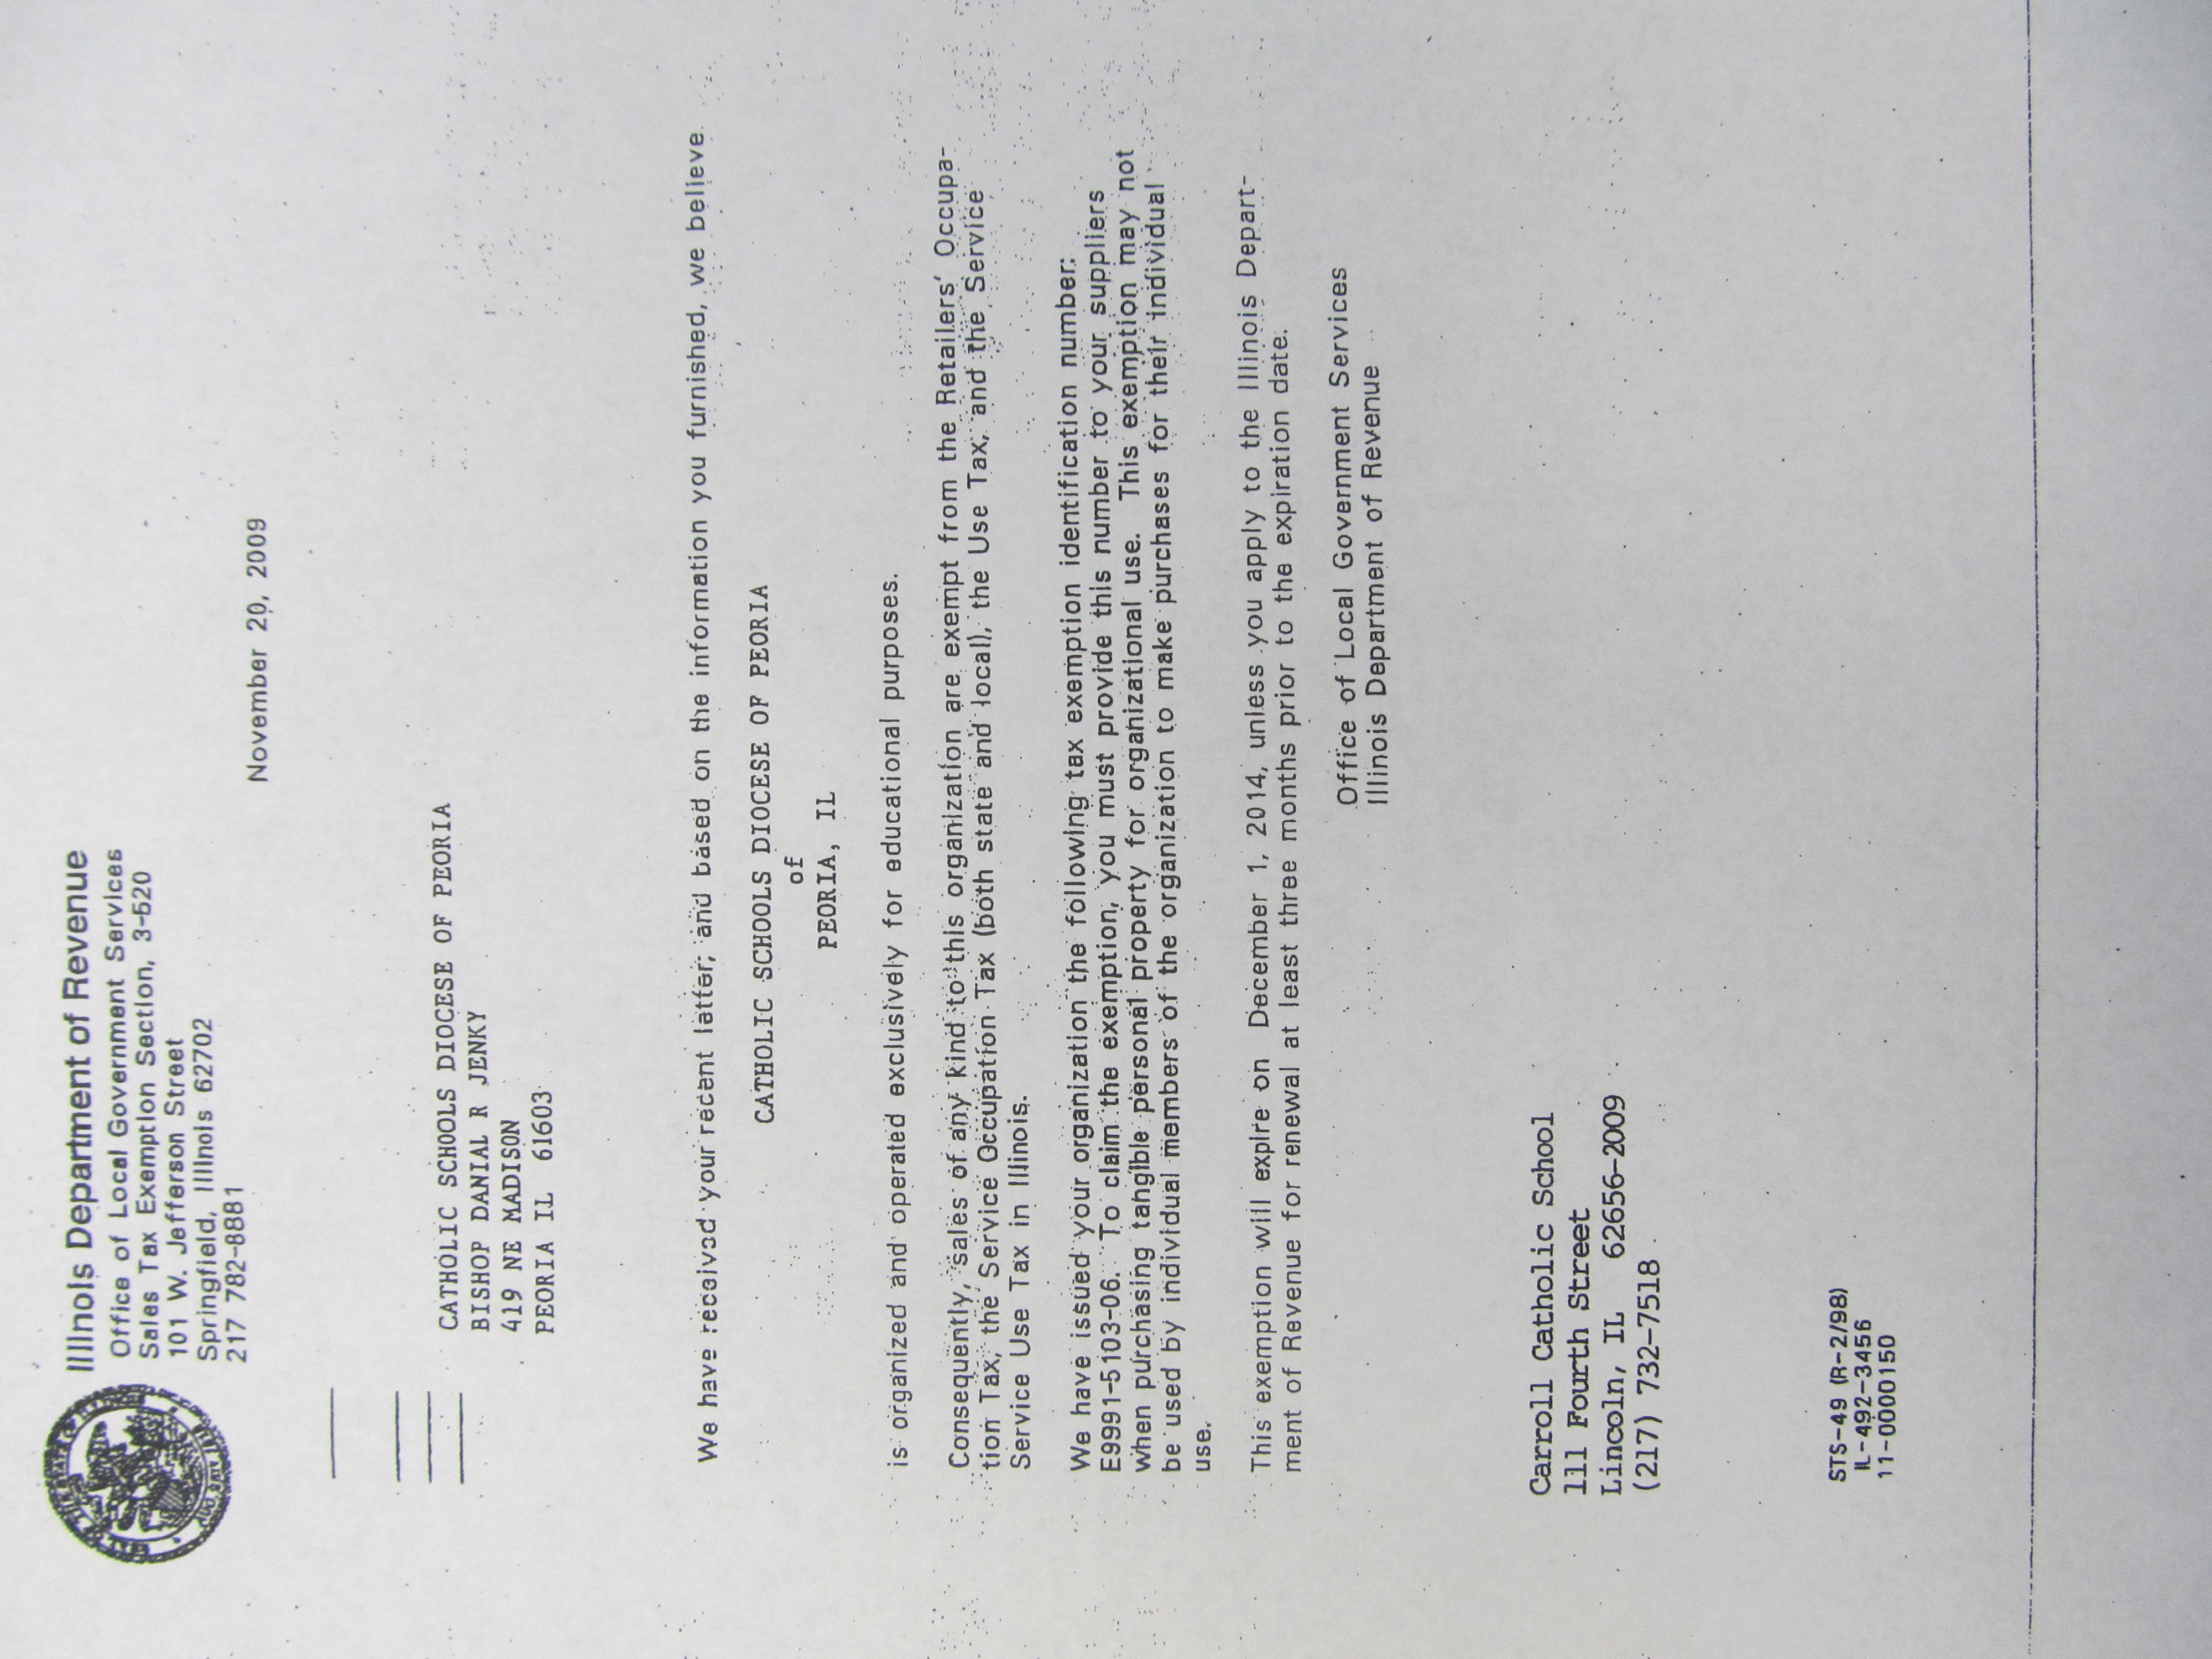 Illinois Department of Revenue
Office of Local Government Services
Sales Tax Exemption Section, 3-520
101 W. Jefferson Street
Springfield, Illinois 62702
217 782-8881
November 20, 2009
CATHOLIC SCHOOLS DIOCESE OF PEORIA
BISHOP DANIAL R JENKY
419 NE MADISON
PEORIA IL 61603
We have received your recent letter; and based on the information you furnished, we believe
CATHOLIC SCHOOLS DIOCESE OF PEORIA
of
PEORIA, IL
is organized and operated exclusively for educational purposes.
Consequently, sales of any kind to this organization are exempt from the Retailers' Occupa-
tion Tax, the Service Occupation Tax (both state and local), the Use Tax, and the Service
Service Use Tax in Illinois.
We have issued your organization the following tax exemption identification number:
E9991-5103-06. To claim the exemption, you must provide this number to your suppliers
when purchasing tangible personal property for organizational use. This exemption may not
be used by individual members of the organization to make purchases for their individual
use.
This exemption will expire on December 1, 2014, unless you apply to the Illinois Depart-
ment of Revenue for renewal at least three months prior to the expiration date.
Office of Local Government Services
Illinois Department of Revenue
Carroll Catholic School
111 Fourth Street
Lincoln, IL 62656-2009
(217) 732-7518
STS-49 (R-2/98)
IL-492-3456
11-0000150